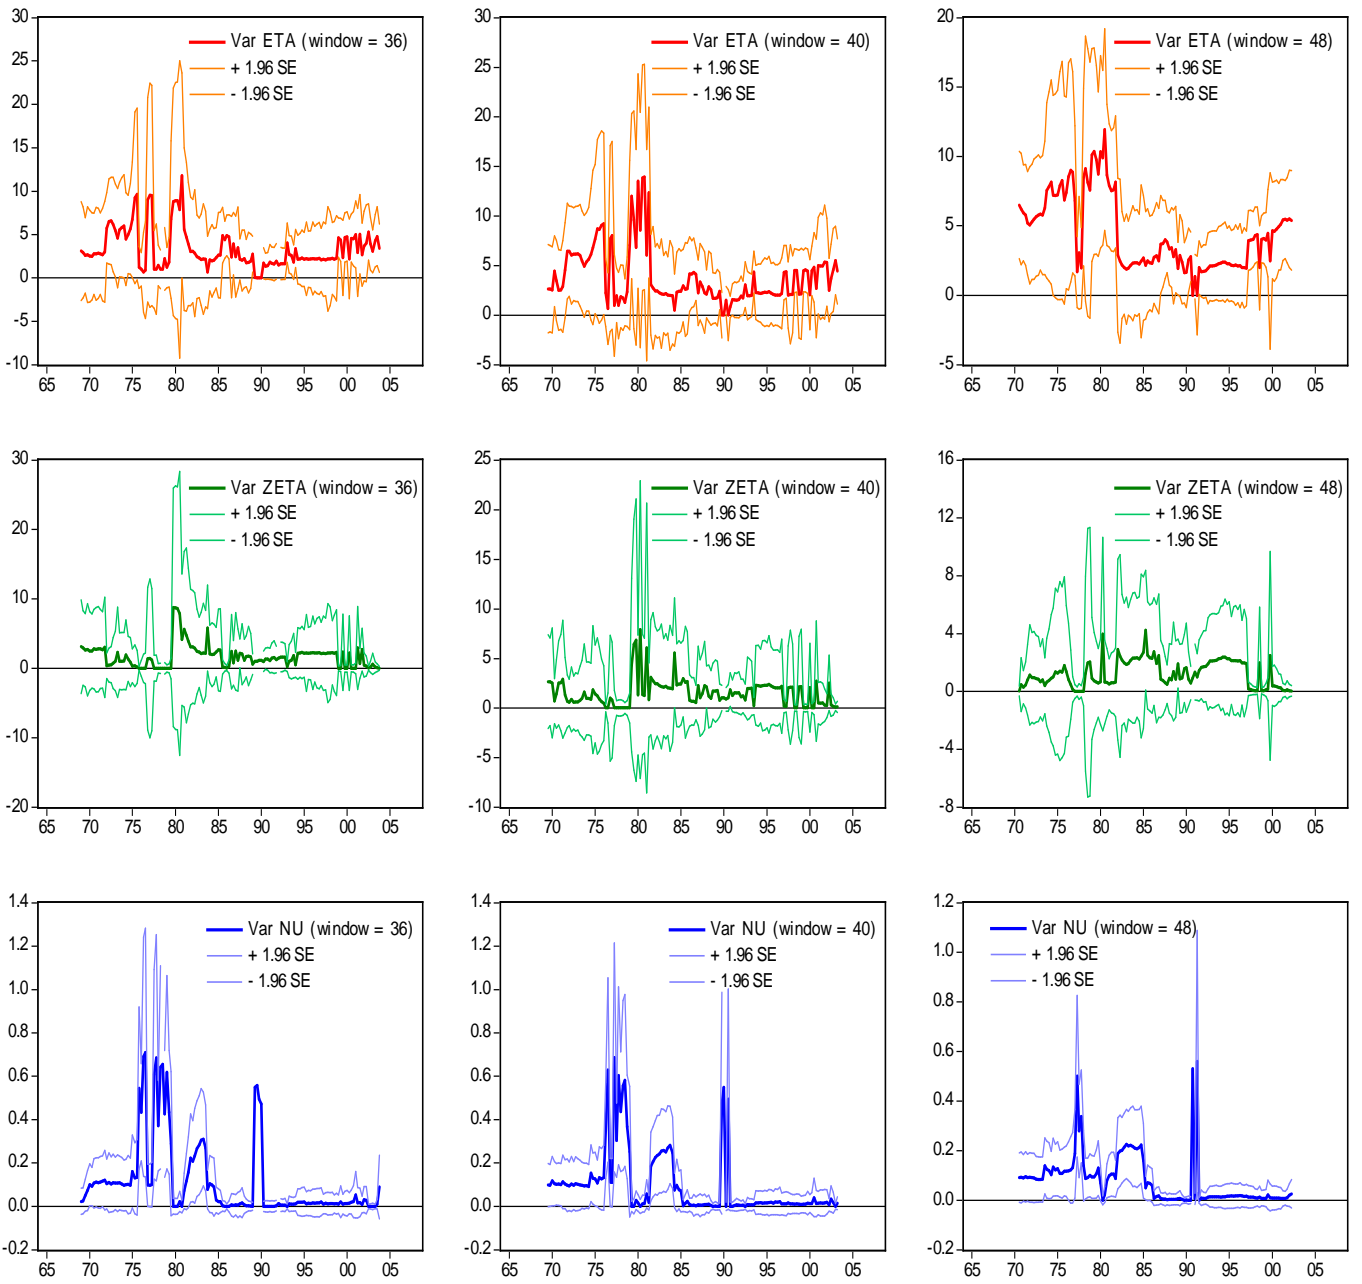 30
25
20
15
10
5
0
-5
-10
Var ETA (window = 36)
+ 1.96 SE
- 1.96 SE
65 70 75 80 85 90 95 00 05
30
25
20
15
10
5
0
-5
Var ETA (window = 40)
+ 1.96 SE
- 1.96 SE
65 70 75 80 85 90 95 00 05
20
15
10
5
0
-5
Var ETA (window = 48)
+ 1.96 SE
- 1.96 SE
65 70 75 80 85 90 95 00 05
30
20
10
0
-10
-20
Var ZETA (window = 36)
+ 1.96 SE
- 1.96 SE
65 70 75 80 85 90 95 00 05
25
20
15
10
5
0
-5
-10
Var ZETA (window = 40)
+ 1.96 SE
- 1.96 SE
65 70 75 80 85 90 95 00 05
16
12
8
4
0
-4
-8
Var ZETA (window = 48)
+ 1.96 SE
- 1.96 SE
65 70 75 80 85 90 95 00 05
1.4
1.2
1.0
0.8
0.6
0.4
0.2
0.0
-0.2
Var NU (window = 36)
+ 1.96 SE
- 1.96 SE
65 70 75 80 85 90 95 00 05
1.4
1.2
1.0
0.8
0.6
0.4
0.2
0.0
-0.2
Var NU (window = 40)
+ 1.96 SE
- 1.96 SE
65 70 75 80 85 90 95 00 05
1.2
1.0
0.8
0.6
0.4
0.2
0.0
-0.2
Var NU (window = 48)
+ 1.96 SE
- 1.96 SE
65 70 75 80 85 90 95 00 05